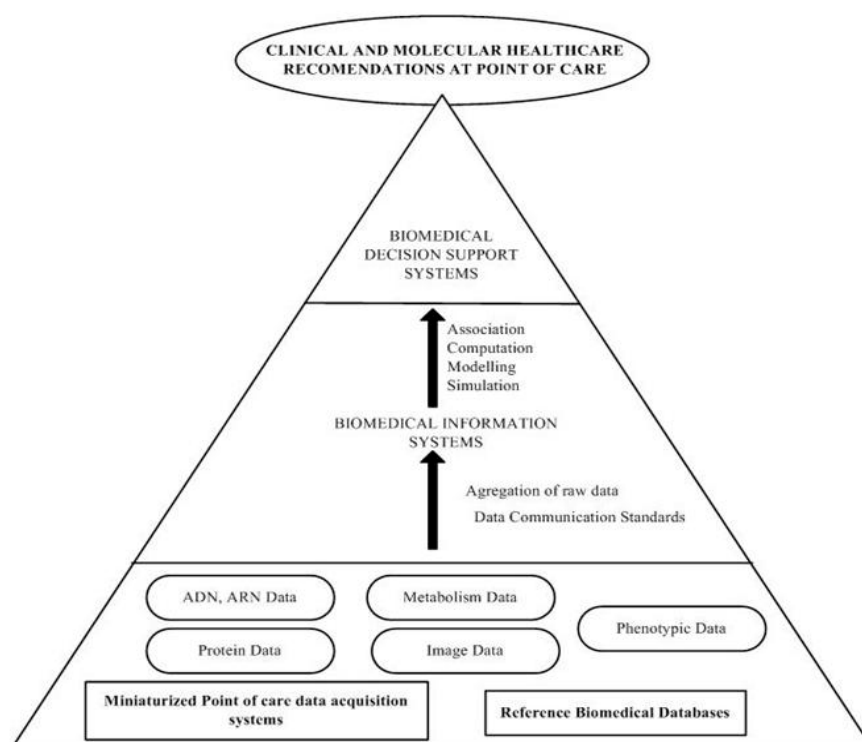 CLINICAL AND MOLECULAR HEALTHCARE
RECOMENDATIONS AT POINT OF CARE
BIOMEDICAL
DECISION SUPPORT
SYSTEMS
Association
Computation
Modelling
Simulation
BIOMEDICAL INFORMATION
SYSTEMS
Agregation of raw data
Data Communication Standards
ADN, ARN Data
Metabolism Data
Phenotypic Data
Protein Data
Image Data
Miniaturized Point of care data acquisition
systems
Reference Biomedical Databases